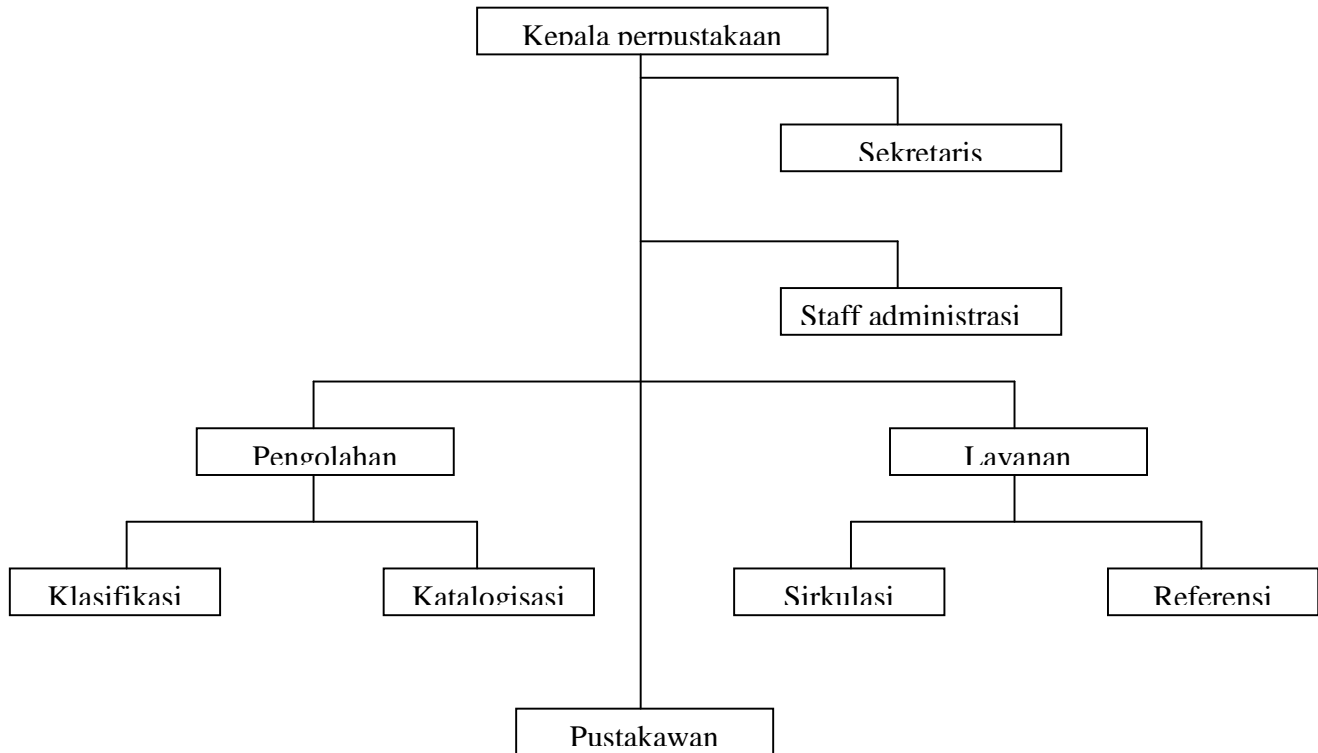 Kepala perpustakaan
Sekretaris
Staff administrasi
Pengolahan
Layanan
Klasifikasi
Katalogisasi
Sirkulasi
Referensi
Pustakawan